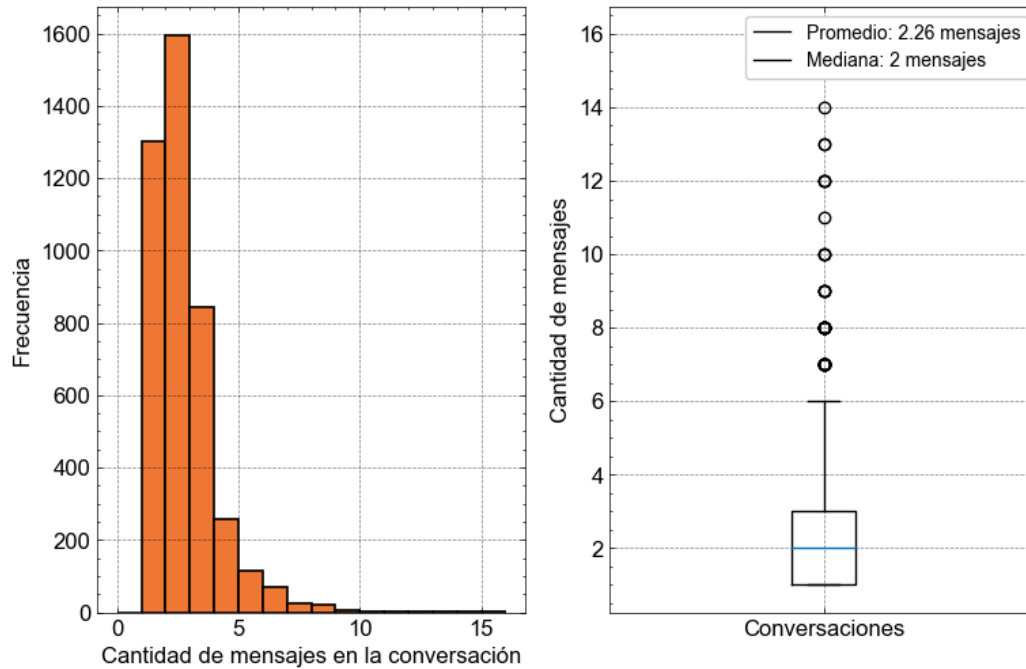 1600
1400
1200
1000
800
600
400
200
0
Frecuencia
0 5 10 15
Cantidad de mensajes en la conversación
16
14
12
10
8
6
4
2
Cantidad de mensajes
Promedio: 2.26 mensajes
Mediana: 2 mensajes
Conversaciones